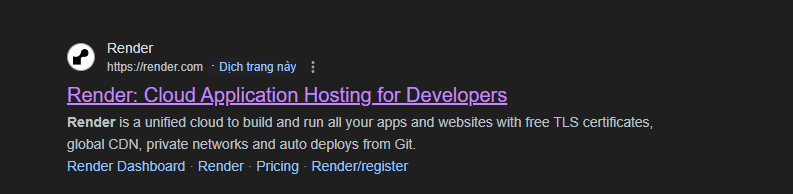 Render
https://render.com · Dịch trang này
Render: Cloud Application Hosting for Developers
Render is a unified cloud to build and run all your apps and websites with free TLS certificates,
global CDN, private networks and auto deploys from Git.
Render Dashboard · Render · Pricing · Render/register